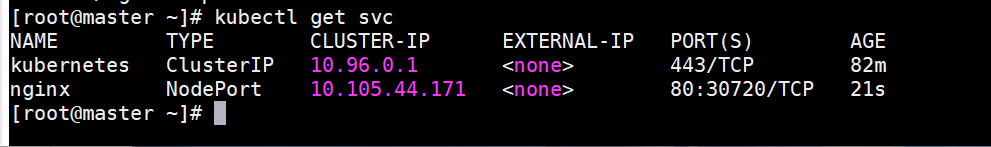 [root@master ~]# kubectl get svc
NAME TYPE CLUSTER-IP EXTERNAL-IP PORT(S) AGE
kubernetes ClusterIP 10.96.0.1 <none> 443/TCP 82m
nginx NodePort 10.105.44.171 <none> 80:30720/TCP 21s
[root@master ~]#